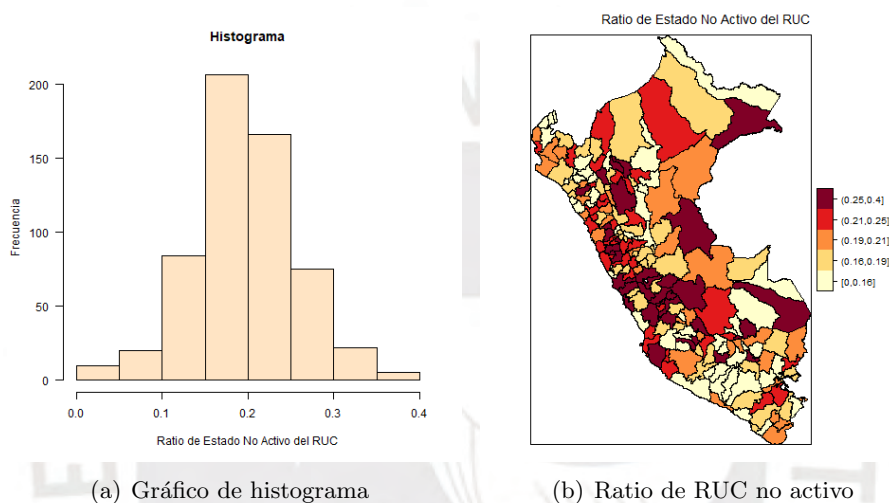 Histograma
Frecuencia
200
150
100
50
0
0.0 0.1 0.2 0.3 0.4
Ratio de Estado No Activo del RUC
(a) Gráfico de histograma
Ratio de Estado No Activo del RUC
(0.25,0.4]
(0.21,0.25]
(0.19,0.21]
(0.16,0.19]
[0,0.16]
(b) Ratio de RUC no activo